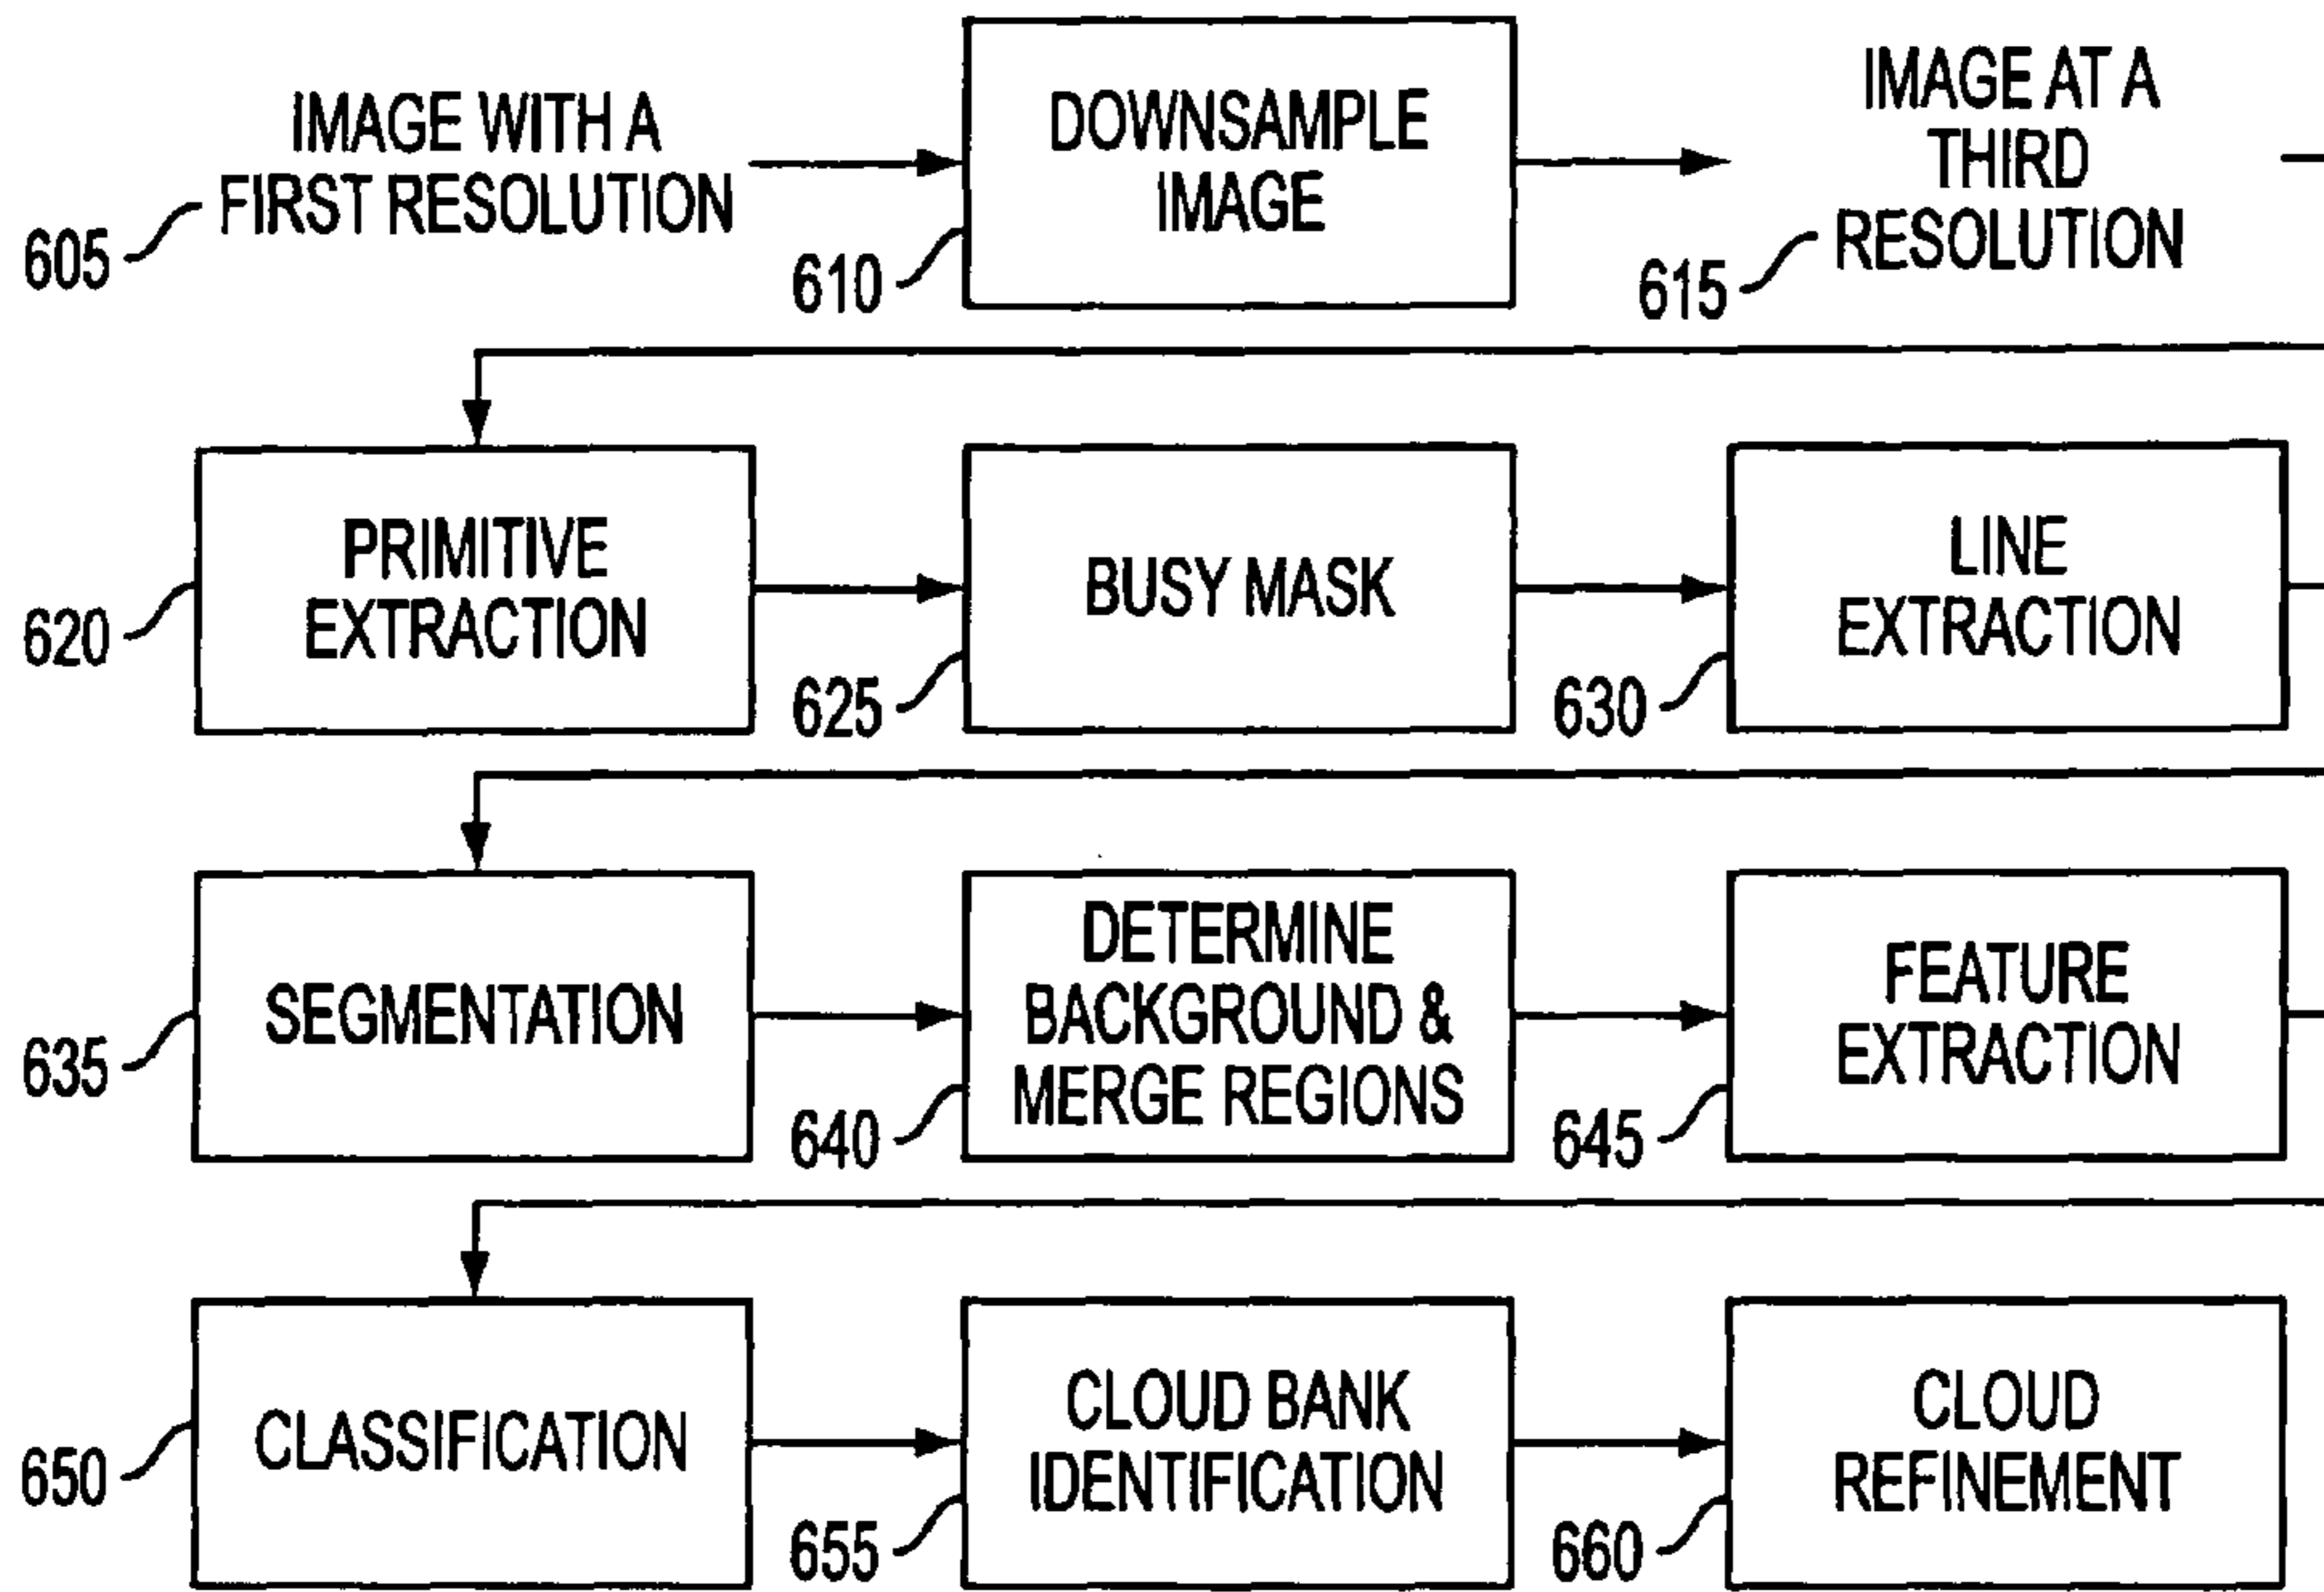 IMAGE WITH A
FIRST RESOLUTION
605
DOWNSAMPLE
IMAGE
610
IMAGE AT A
THIRD
RESOLUTION
615
PRIMITIVE
EXTRACTION
620
BUSY MASK
625
LINE
EXTRACTION
630
SEGMENTATION
635
DETERMINE
BACKGROUND &
MERGE REGIONS
640
FEATURE
EXTRACTION
645
CLASSIFICATION
650
CLOUD BANK
IDENTIFICATION
655
CLOUD
REFINEMENT
660